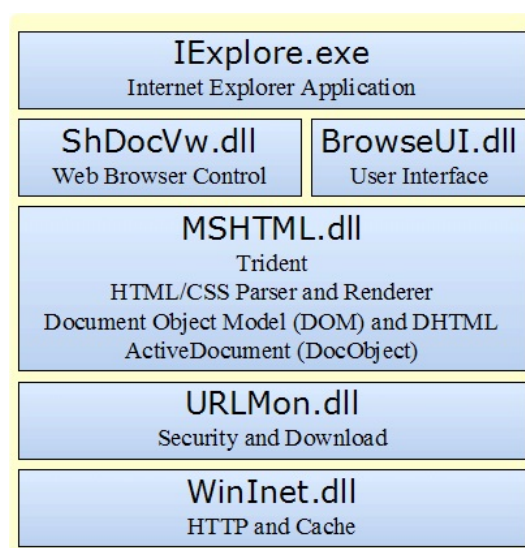 IExplore.exe
Internet Explorer Application
ShDocVw.dll
Web Browser Control
BrowseUI.dll
User Interface
MSHTML.dll
Trident
HTML/CSS Parser and Renderer
Document Object Model (DOM) and DHTML
ActiveDocument (DocObject)
URLMon.dll
Security and Download
WinInet.dll
HTTP and Cache